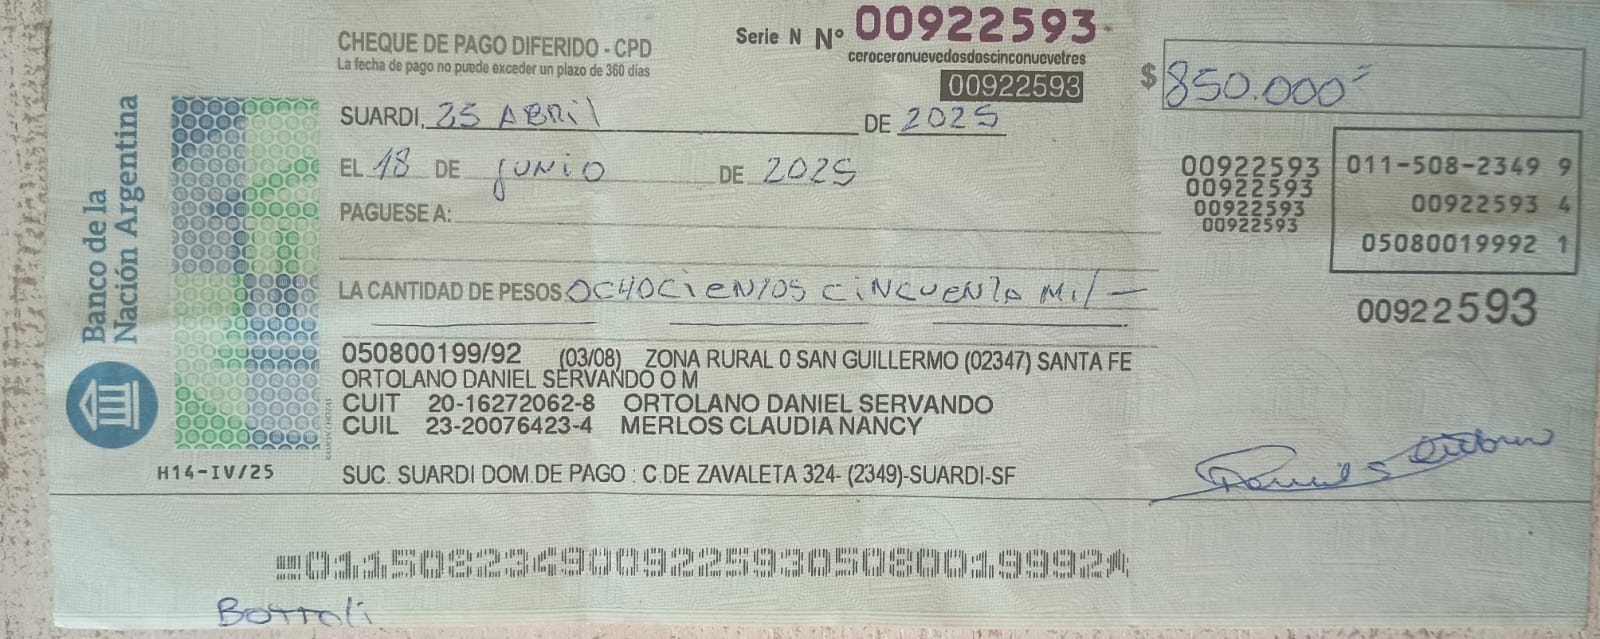 Banco de la
Nación Argentina
H14-IV/25
CHEQUE DE PAGO DIFERIDO - CPD
La fecha de pago no puede exceder un plazo de 360 días
Serie N Nº 00922593
ceroceronuevedosdoscinconuevetres
00922593
$ 850.000=
SUARDI, 25 ABRIL DE 2025
EL 18 DE JUNIO DE 2025
PAGUESE A:
00922593
00922593
00922593
00922593
011-508-2349 9
00922593 4
05080019992 1
00922593
LA CANTIDAD DE PESOS OCHOCIENTOS CINCUENTA MIL —
050800199/92 (03/08) ZONA RURAL 0 SAN GUILLERMO (02347) SANTA FE
ORTOLANO DANIEL SERVANDO O M
CUIT 20-16272062-8 ORTOLANO DANIEL SERVANDO
CUIL 23-20076423-4 MERLOS CLAUDIA NANCY
SUC. SUARDI DOM.DE PAGO : C.DE ZAVALETA 324- (2349)-SUARDI-SF
01150823490092259305080019992